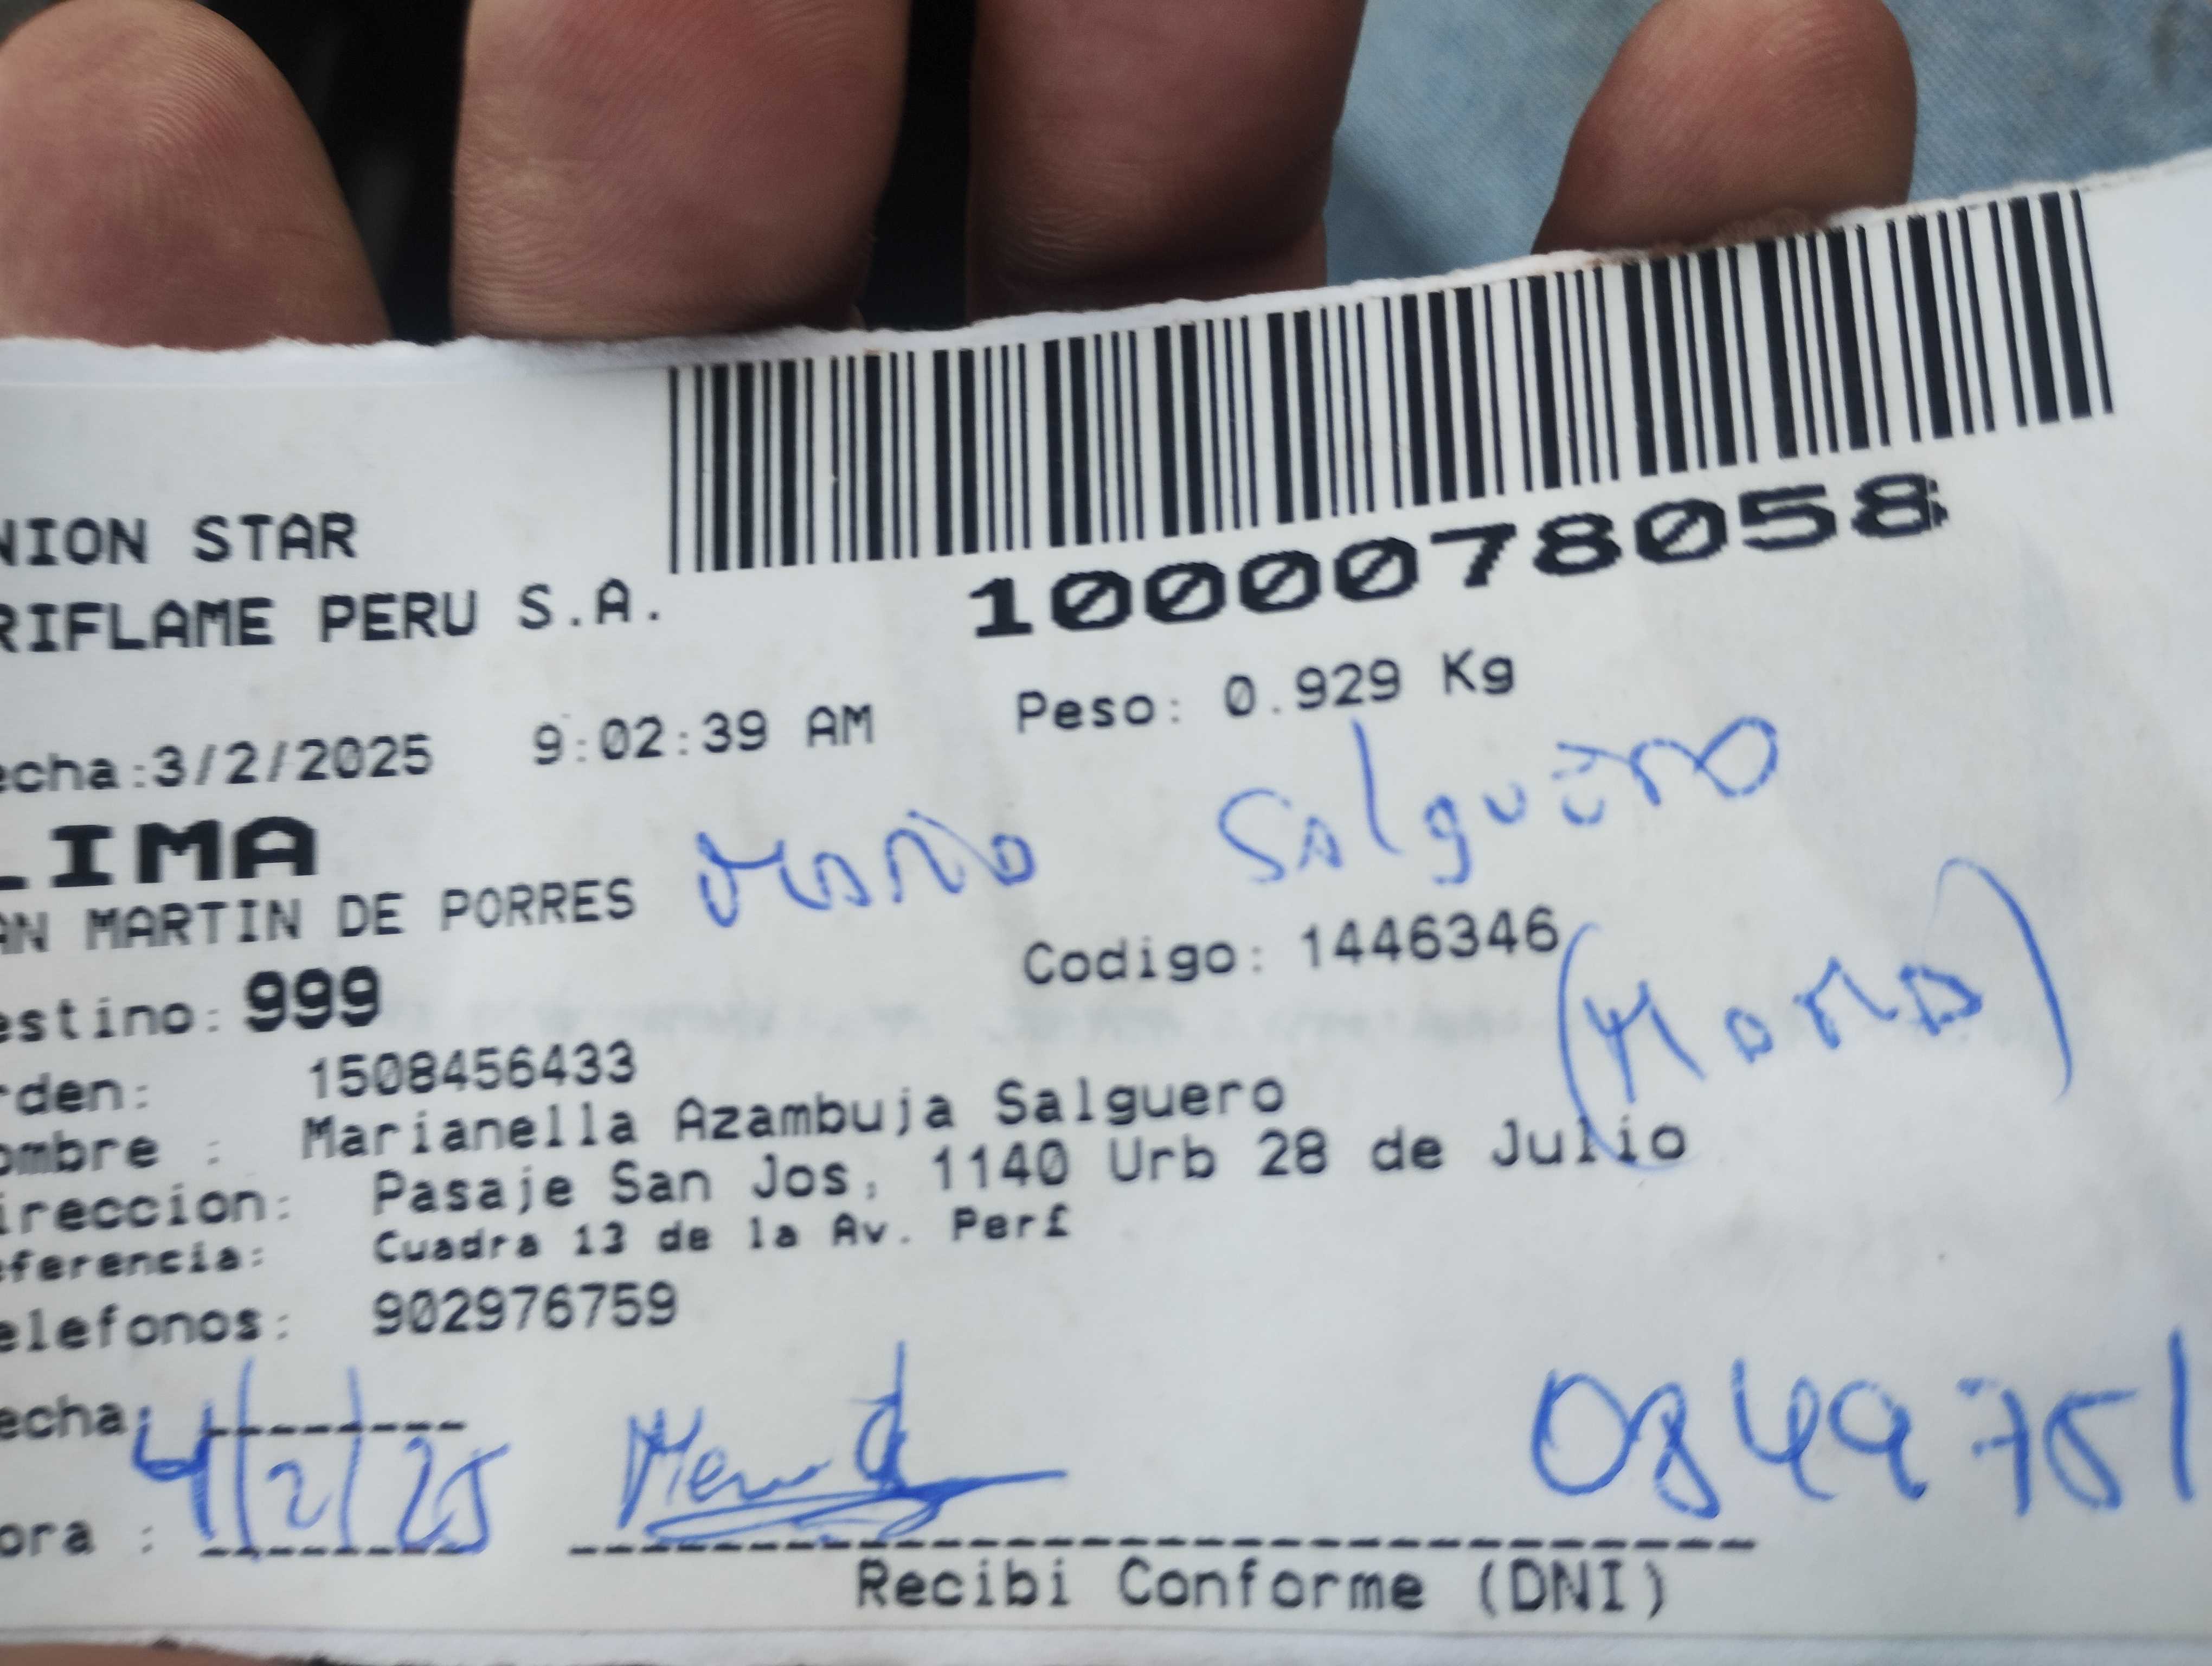 NION STAR
RIFLAME PERU S.A.
1000078058
echa:3/2/2025 9:02:39 AM Peso: 0.929 Kg
LIMA
AN MARTIN DE PORRES
Salguero
estino: 999 Codigo: 1446346
rden: 1508456433
ombre : Marianella Azambuja Salguero
ireccion: Pasaje San Jos, 1140 Urb 28 de Julio
eferencia: Cuadra 13 de la Av. Per£
elefonos: 902976759
echa: 4/2/25
0849751
ora :
Recibi Conforme (DNI)